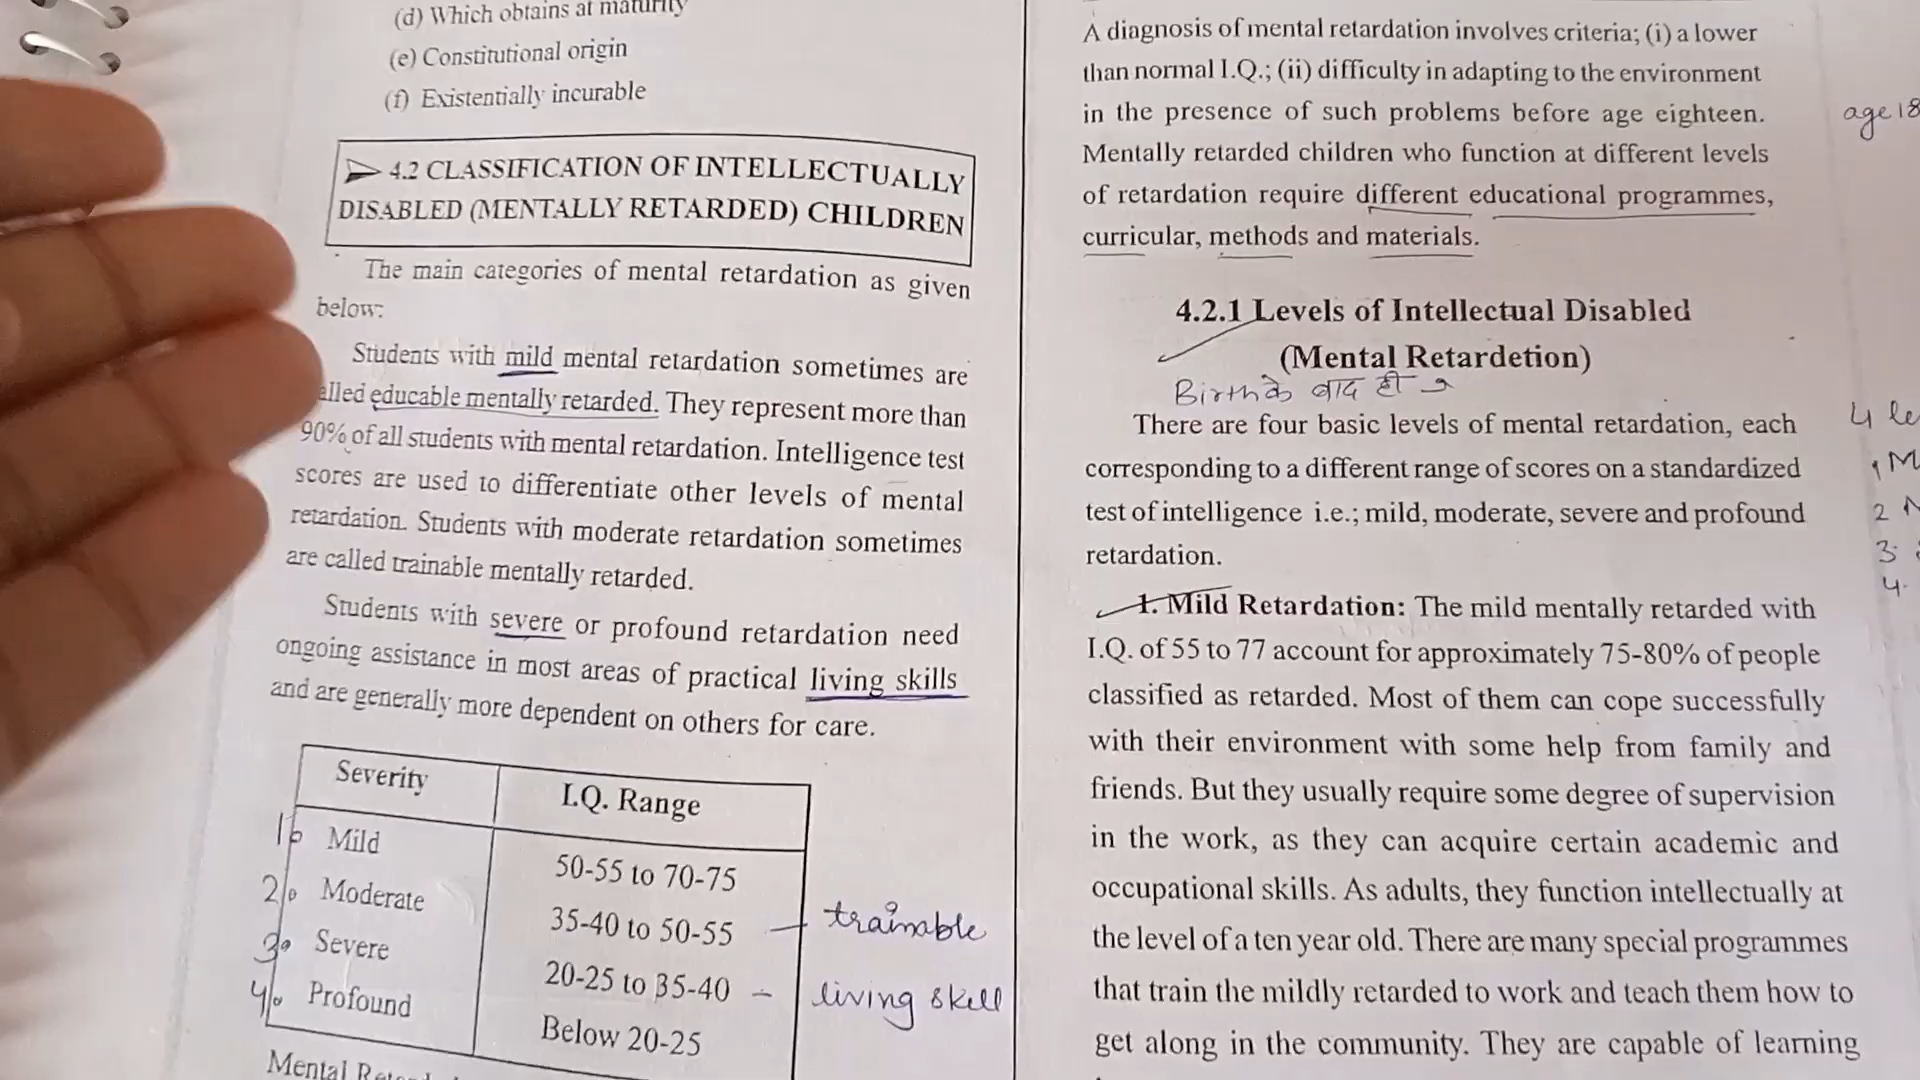 (d) Which obtains at maturity
(e) Constitutional origin
(f) Existentially incurable
4.2 CLASSIFICATION OF INTELLECTUALLY
DISABLED (MENTALLY RETARDED) CHILDREN
The main categories of mental retardation as given
below:
Students with mild mental retardation sometimes are
alled educable mentally retarded. They represent more than
90% of all students with mental retardation. Intelligence test
scores are used to differentiate other levels of mental
retardation. Students with moderate retardation sometimes
are called trainable mentally retarded.
Students with severe or profound retardation need
ongoing assistance in most areas of practical living skills
and are generally more dependent on others for care.
Severity I.Q. Range
1. Mild 50-55 to 70-75
2. Moderate 35-40 to 50-55 – trainable
3. Severe 20-25 to 35-40 – living skill
4. Profound Below 20-25
Mental
A diagnosis of mental retardation involves criteria; (i) a lower
than normal I.Q.; (ii) difficulty in adapting to the environment
in the presence of such problems before age eighteen.
age 18
Mentally retarded children who function at different levels
of retardation require different educational programmes,
curricular, methods and materials.
4.2.1 Levels of Intellectual Disabled
(Mental Retardetion)
Birth के बाद ही
There are four basic levels of mental retardation, each
4 le
corresponding to a different range of scores on a standardized
1 M
test of intelligence i.e.; mild, moderate, severe and profound
2
retardation.
3.
4.
1. Mild Retardation: The mild mentally retarded with
I.Q. of 55 to 77 account for approximately 75-80% of people
classified as retarded. Most of them can cope successfully
with their environment with some help from family and
friends. But they usually require some degree of supervision
in the work, as they can acquire certain academic and
occupational skills. As adults, they function intellectually at
the level of a ten year old. There are many special programmes
that train the mildly retarded to work and teach them how to
get along in the community. They are capable of learning